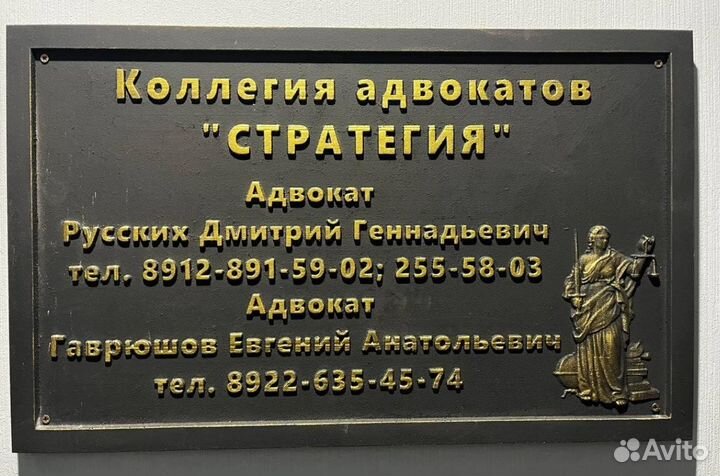 Коллегия адвокатов
"СТРАТЕГИЯ"
Адвокат
Русских Дмитрий Геннадьевич
тел. 8912-891-59-02; 255-58-03
Адвокат
Гаврюшов Евгений Анатольевич
тел. 8922-635-45-74
Avito